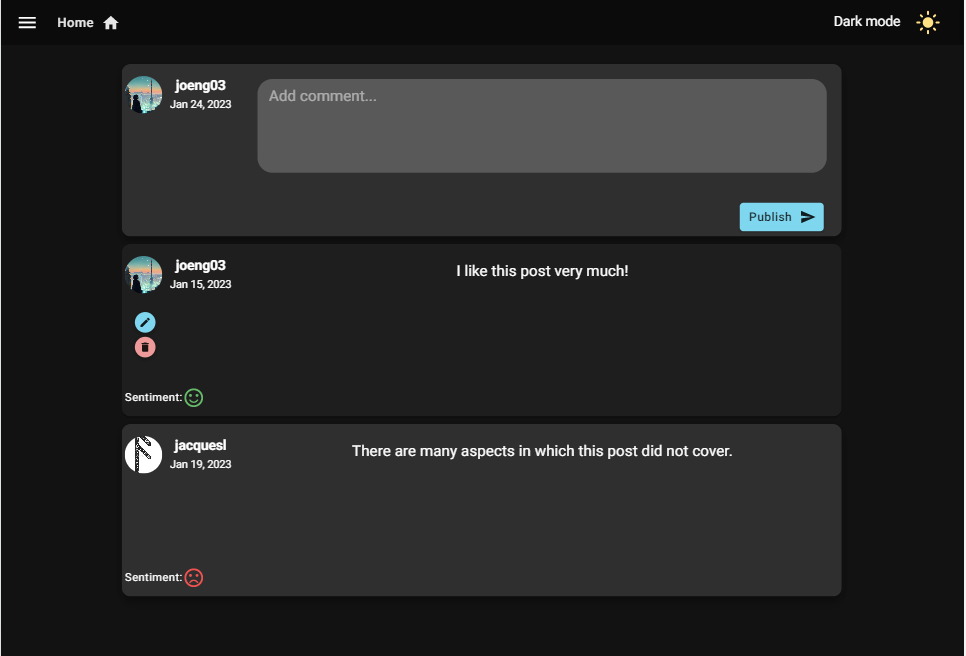 Home
Dark mode
joeng03
Jan 24, 2023
Add comment...
Publish
joeng03
Jan 15, 2023
I like this post very much!
Sentiment:
jacquesl
Jan 19, 2023
There are many aspects in which this post did not cover.
Sentiment: